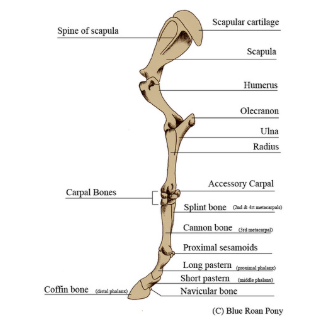 Scapular cartilage
Spine of scapula
Scapula
Humerus
Olecranon
Ulna
Radius
Accessory Carpal
Carpal Bones
Splint bone (2nd & 4th metacarpals)
Cannon bone (3rd metacarpal)
Proximal sesamoids
Long pastern (proximal phalanx)
Short pastern (middle phalanx)
Coffin bone (distal phalanx)
Navicular bone
(C) Blue Roan Pony